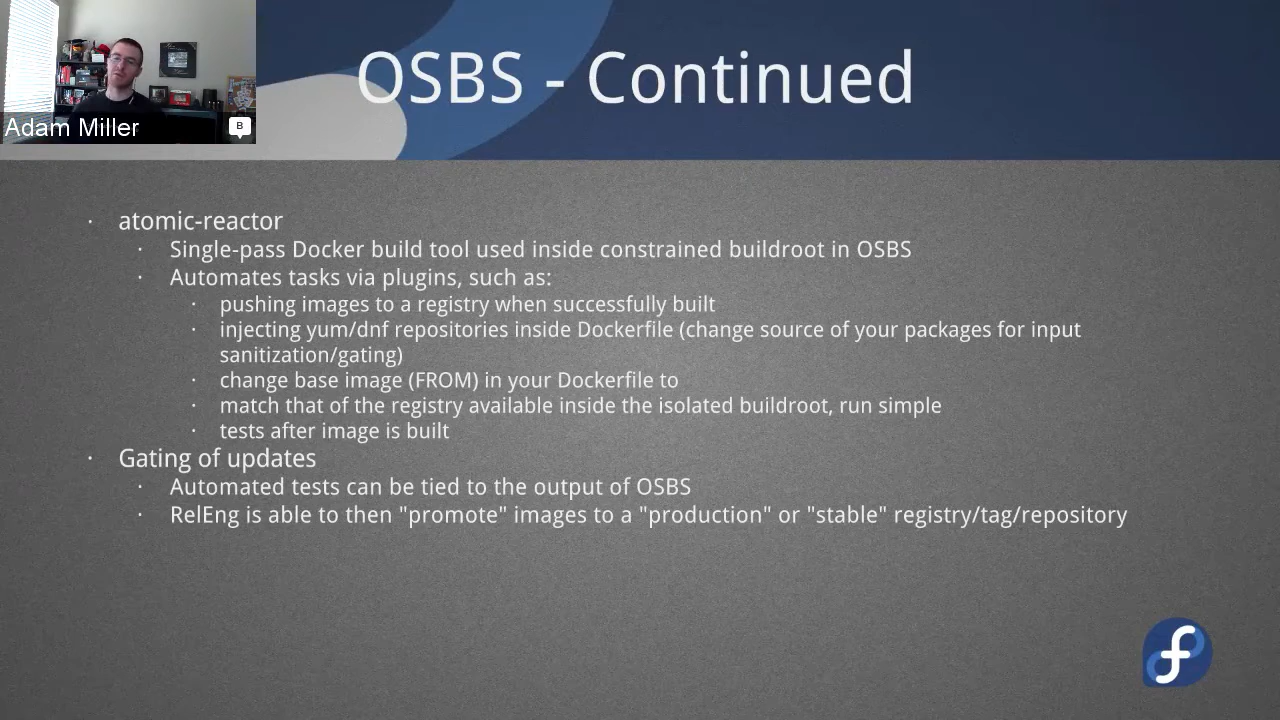 OSBS - Continued
Adam Miller
B
· atomic-reactor
· Single-pass Docker build tool used inside constrained buildroot in OSBS
· Automates tasks via plugins, such as:
· pushing images to a registry when successfully built
· injecting yum/dnf repositories inside Dockerfile (change source of your packages for input
sanitization/gating)
· change base image (FROM) in your Dockerfile to
· match that of the registry available inside the isolated buildroot, run simple
· tests after image is built
· Gating of updates
· Automated tests can be tied to the output of OSBS
· RelEng is able to then "promote" images to a "production" or "stable" registry/tag/repository